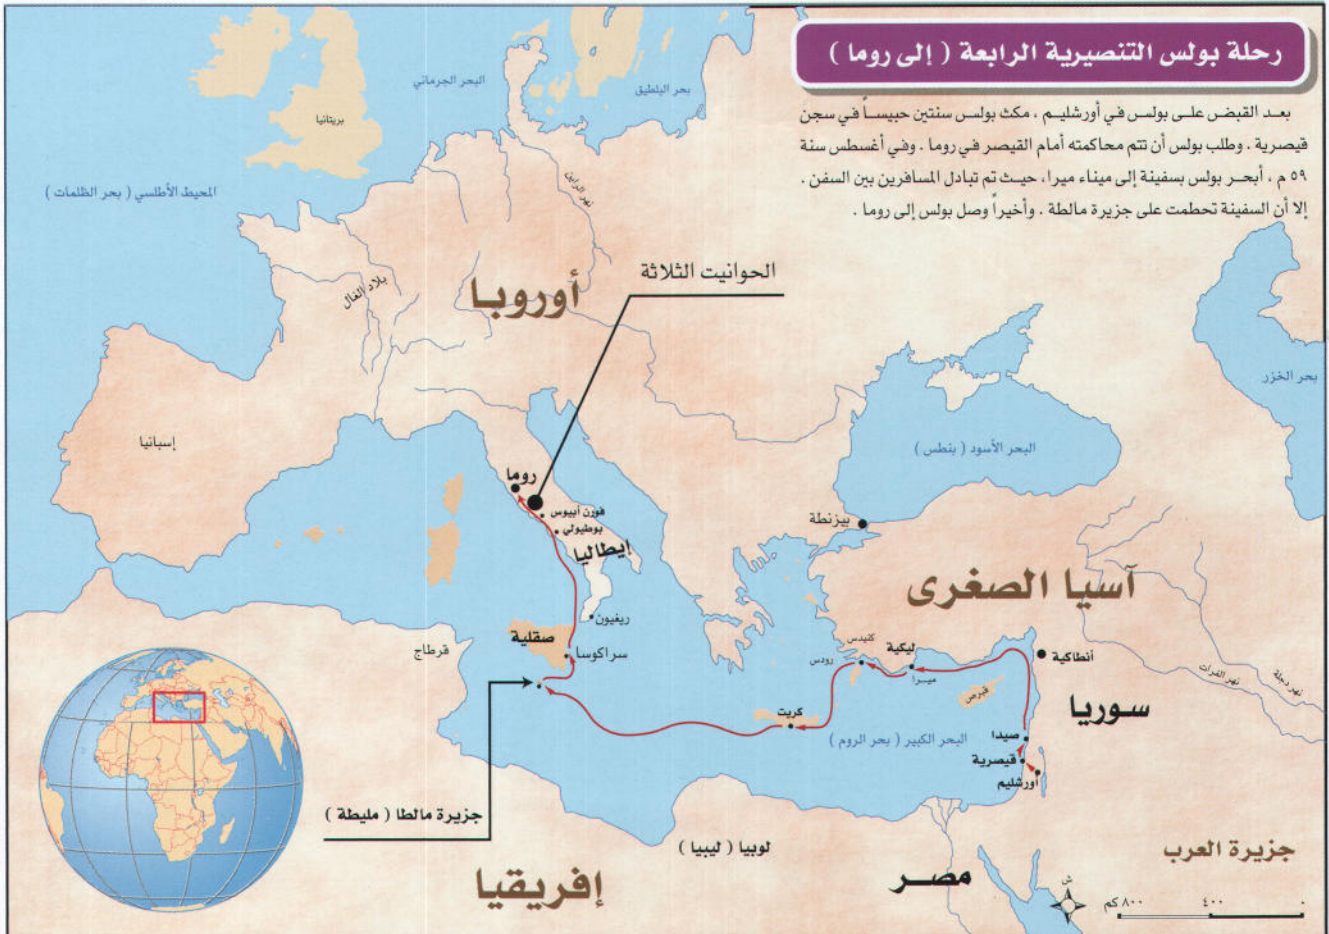 رحلة بولس التنصيرية الرابعة ( إلى روما )
بعد القبض على بولس في أورشليم ، مكث بولس سنتين حبيساً في سجن
قيصرية . وطلب بولس أن تتم محاكمته أمام القيصر في روما . وفي أغسطس سنة
٥٩ م ، أبحر بولس بسفينة إلى ميناء ميرا ، حيث تم تبادل المسافرين بين السفن .
إلا أن السفينة تحطمت على جزيرة مالطة . وأخيراً وصل بولس إلى روما .
البحر الجرماني
بحر البلطيق
بريتانيا
المحيط الأطلسي ( بحر الظلمات )
نهر الراين
الحوانيت الثلاثة
بلاد الغال
أوروبا
بحر الخزر
إسبانيا
البحر الأسود ( بنطس )
روما
فورن أبيوس
بوطيولي
إيطاليا
بيزنطة
آسيا الصغرى
ريغيون
صقلية
سراكوسا
قرطاج
كنيدس
رودس
ليكية
ميرا
أنطاكية
نهر الفرات
نهر دجلة
قبرص
سوريا
كريت
البحر الكبير ( بحر الروم )
صيدا
قيصرية
أورشليم
جزيرة مالطا ( مليطة )
لوبيا ( ليبيا )
جزيرة العرب
إفريقيا
مصر
ش
٨٠٠ كم
٤٠٠
٠